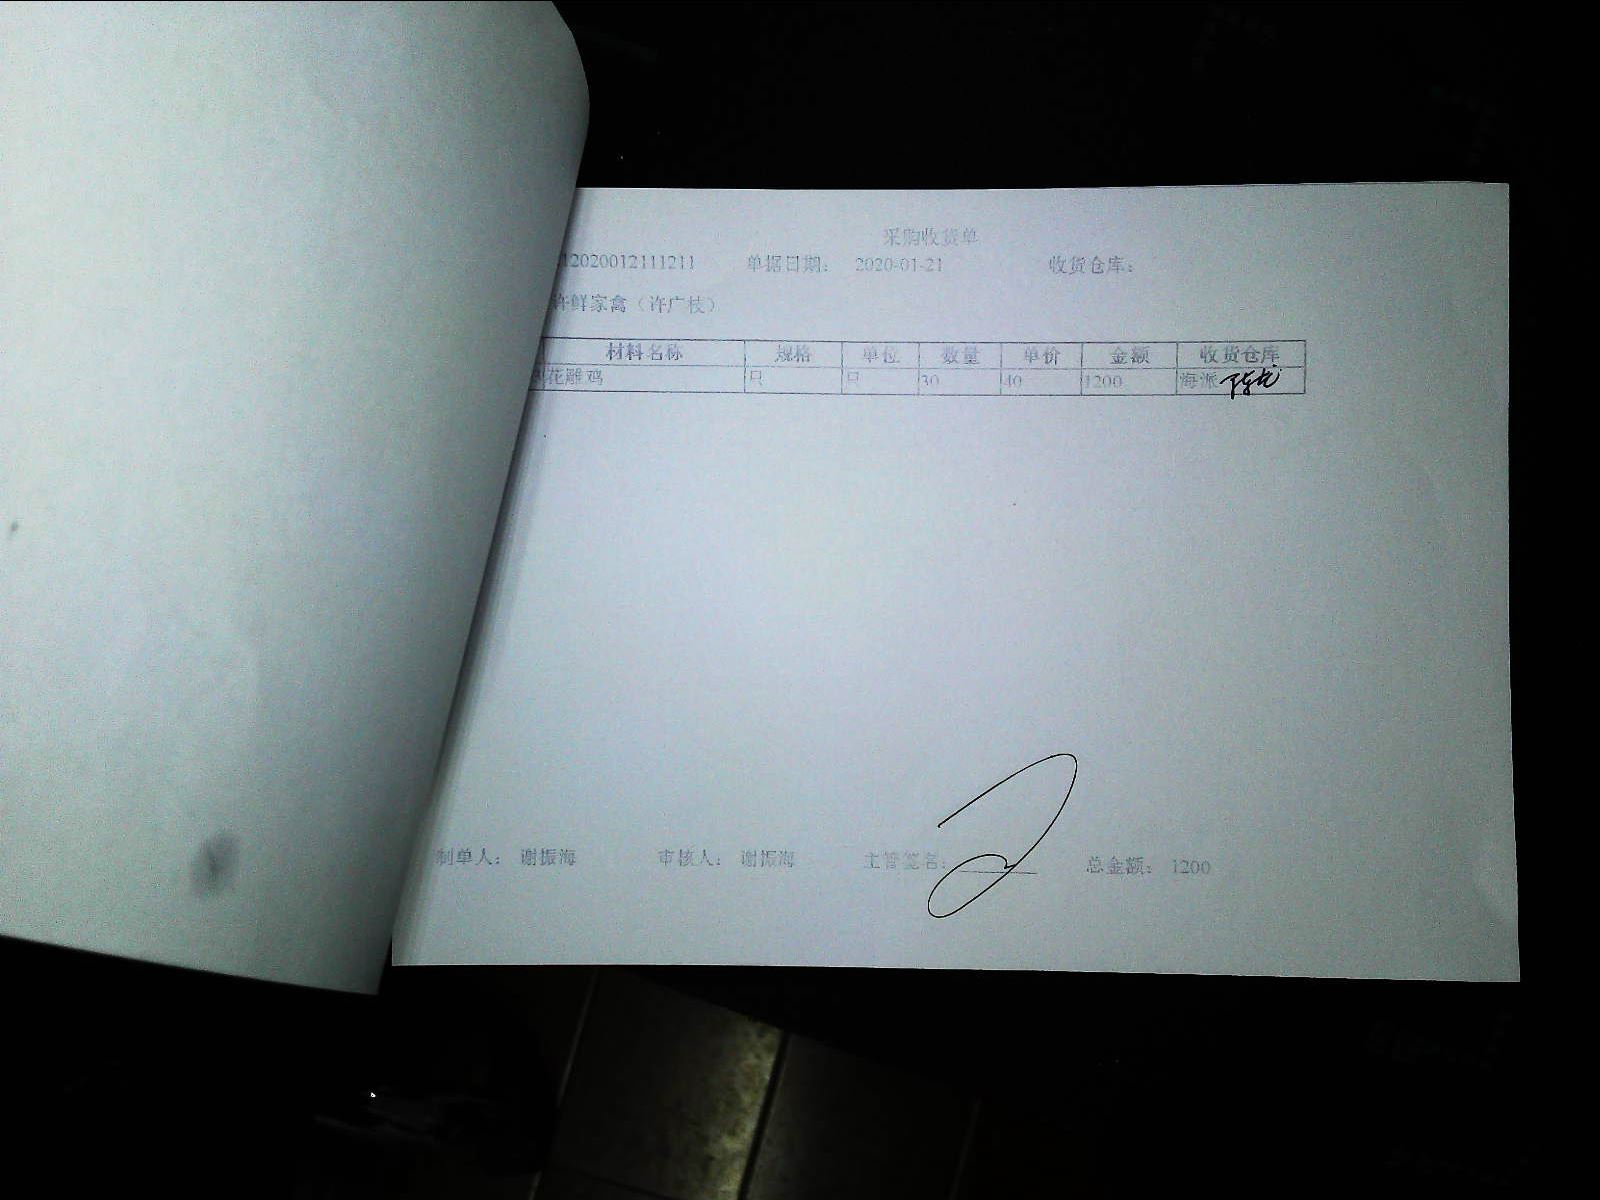 采购收货单
12020012111211 单据日期： 2020-01-21 收货仓库：
许鲜家禽（许广枝）
材料名称 规格 单位 数量 单价 金额 收货仓库
花雕鸡 只 只 30 40 1200 海派
制单人： 谢振海 审核人： 谢振海 主管签名： 总金额： 1200